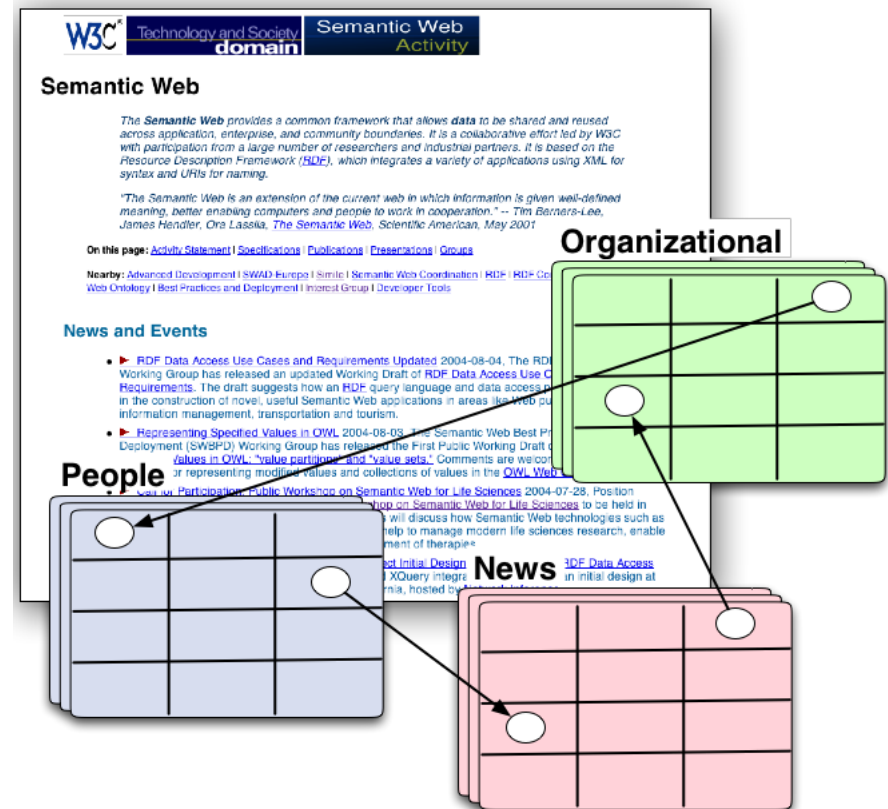 W3C Technology and Society domain Semantic Web Activity
Semantic Web
The Semantic Web provides a common framework that allows data to be shared and reused
across application, enterprise, and community boundaries. It is a collaborative effort led by W3C
with participation from a large number of researchers and industrial partners. It is based on the
Resource Description Framework (RDF), which integrates a variety of applications using XML for
syntax and URIs for naming.
"The Semantic Web is an extension of the current web in which information is given well-defined
meaning, better enabling computers and people to work in cooperation." -- Tim Berners-Lee,
James Hendler, Ora Lassila, The Semantic Web, Scientific American, May 2001
On this page: Activity Statement | Specifications | Publications | Presentations | Groups
Nearby: Advanced Development | SWAD-Europe | Simile | Semantic Web Coordination | RDF | RDF
Web Ontology | Best Practices and Deployment | Interest Group | Developer Tools
Organizational
News and Events
RDF Data Access Use Cases and Requirements Updated 2004-08-04, The
Working Group has released an updated Working Draft of RDF Data Access Use
Requirements. The draft suggests how an RDF query language and data access
in the construction of novel, useful Semantic Web applications in areas like Web
information management, transportation and tourism.
Representing Specified Values in OWL 2004-08-03, The Semantic Web Best
Deployment (SWBPD) Working Group has released the First Public Working Draft
Values in OWL: "value partitions" and "value sets." Comments are
or representing modified values and collections of values in the OWL Web
People
Call for Participation: Public Workshop on Semantic Web for Life Sciences 2004-07-28, Position
on Semantic Web for Life Sciences to be held in
will discuss how Semantic Web technologies such as
help to manage modern life sciences research, enable
of therapies
Initial Design RDF Data Access
XQuery an initial design at
hosted by
News